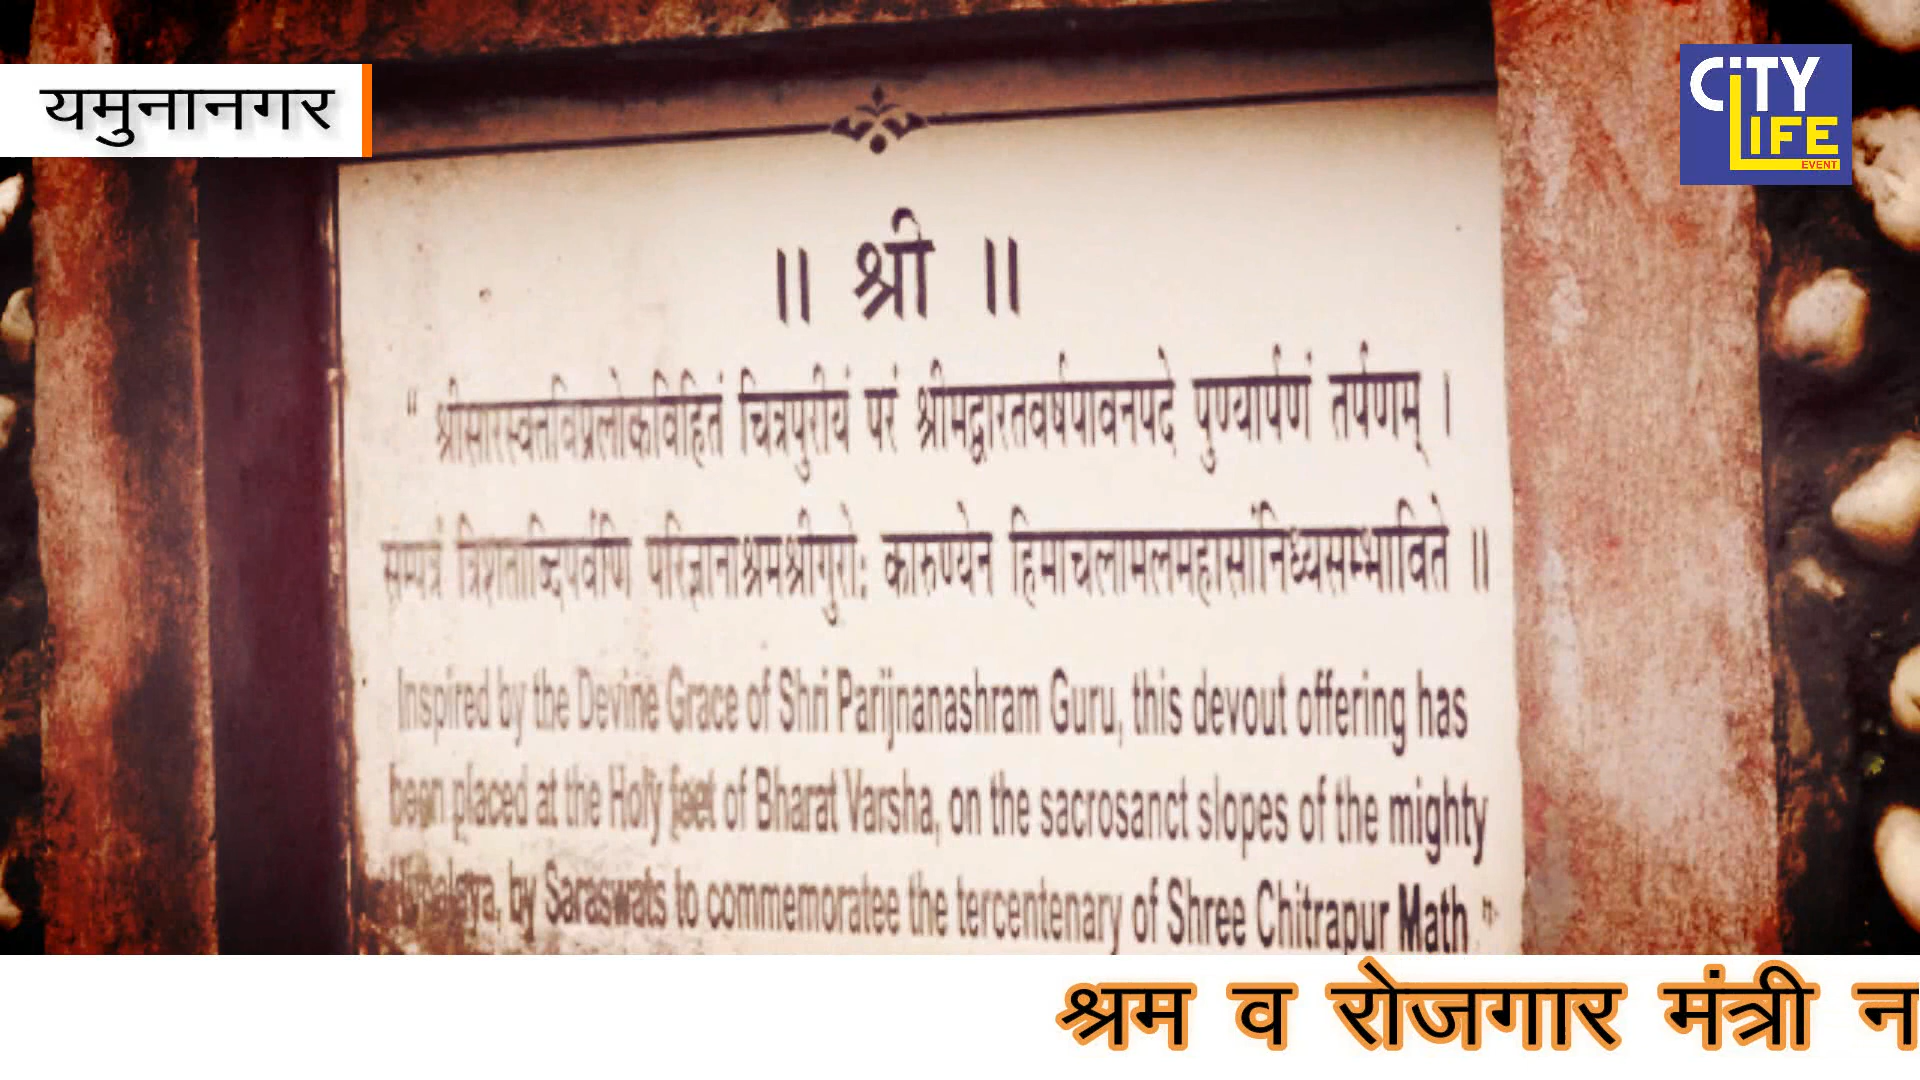 यमुनानगर
CiTY
LIFE
EVENT
॥ श्री ॥
“ श्रीसारस्वतविप्रलोकविहितं चित्रपुरीयं परं श्रीमद्भारतवर्षपावनपदे पुण्यार्पणं तर्पणम् ।
त्रिशताब्दिपर्वणि परिज्ञानाश्रमश्रीगुरोः कारुण्येन हिमाचलामलमहासांनिध्यसम्भाविते ॥
Inspired by the Devine Grace of Shri Parijnanashram Guru, this devout offering has
been placed at the Holy feet of Bharat Varsha, on the sacrosanct slopes of the mighty
Himalaya, by Saraswats to commemoratee the tercentenary of Shree Chitrapur Math ”
श्रम व रोजगार मंत्री न